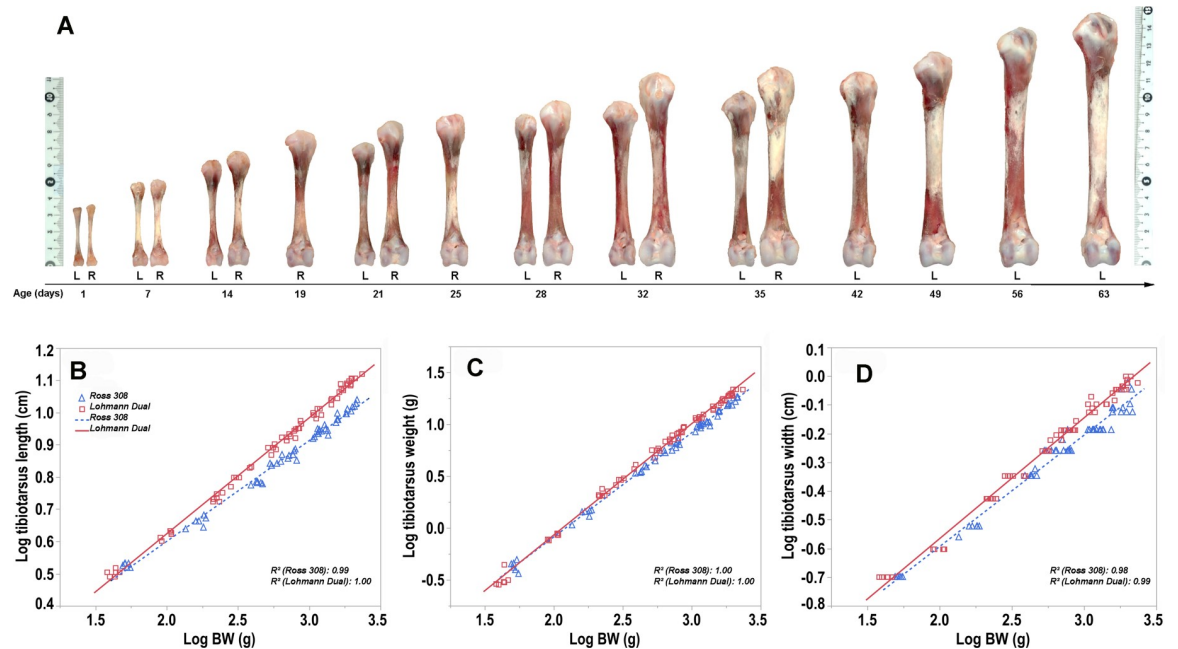 A
L R L R L R R L R R L R L R L R L L L L
Age (days) 1 7 14 19 21 25 28 32 35 42 49 56 63
B
1.2
1.1
1.0
0.9
0.8
0.7
0.6
0.5
0.4
Log tibiotarsus length (cm)
Ross 308
Lohmann Dual
Ross 308
Lohmann Dual
R² (Ross 308): 0.99
R² (Lohmann Dual): 1.00
1.5 2.0 2.5 3.0 3.5
Log BW (g)
C
1.5
1.0
0.5
0.0
-0.5
Log tibiotarsus weight (g)
R² (Ross 308): 1.00
R² (Lohmann Dual): 1.00
1.5 2.0 2.5 3.0 3.5
Log BW (g)
D
0.1
0.0
-0.1
-0.2
-0.3
-0.4
-0.5
-0.6
-0.7
-0.8
Log tibiotarsus width (cm)
R² (Ross 308): 0.98
R² (Lohmann Dual): 0.99
1.5 2.0 2.5 3.0 3.5
Log BW (g)